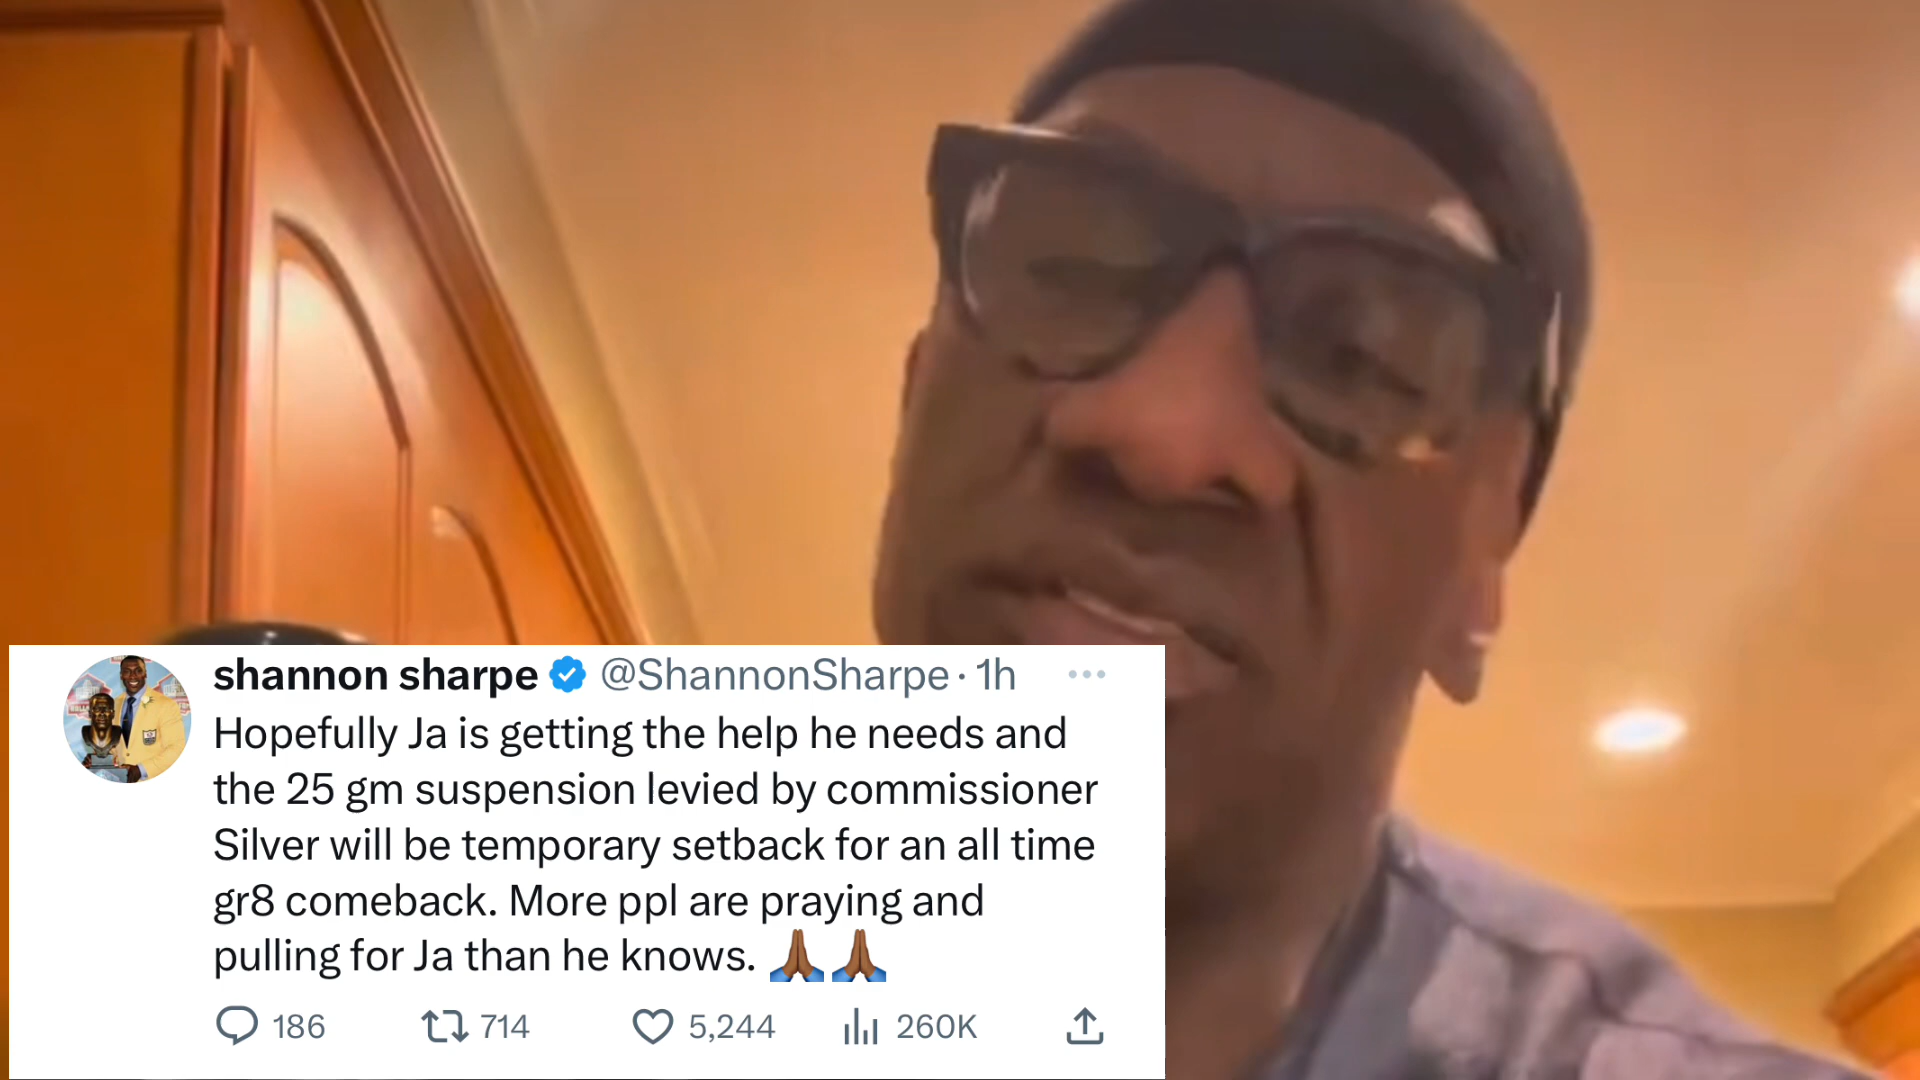 shannon sharpe @ShannonSharpe · 1h
Hopefully Ja is getting the help he needs and
the 25 gm suspension levied by commissioner
Silver will be temporary setback for an all time
gr8 comeback. More ppl are praying and
pulling for Ja than he knows. 🙏🏾🙏🏾
186 714 5,244 260K